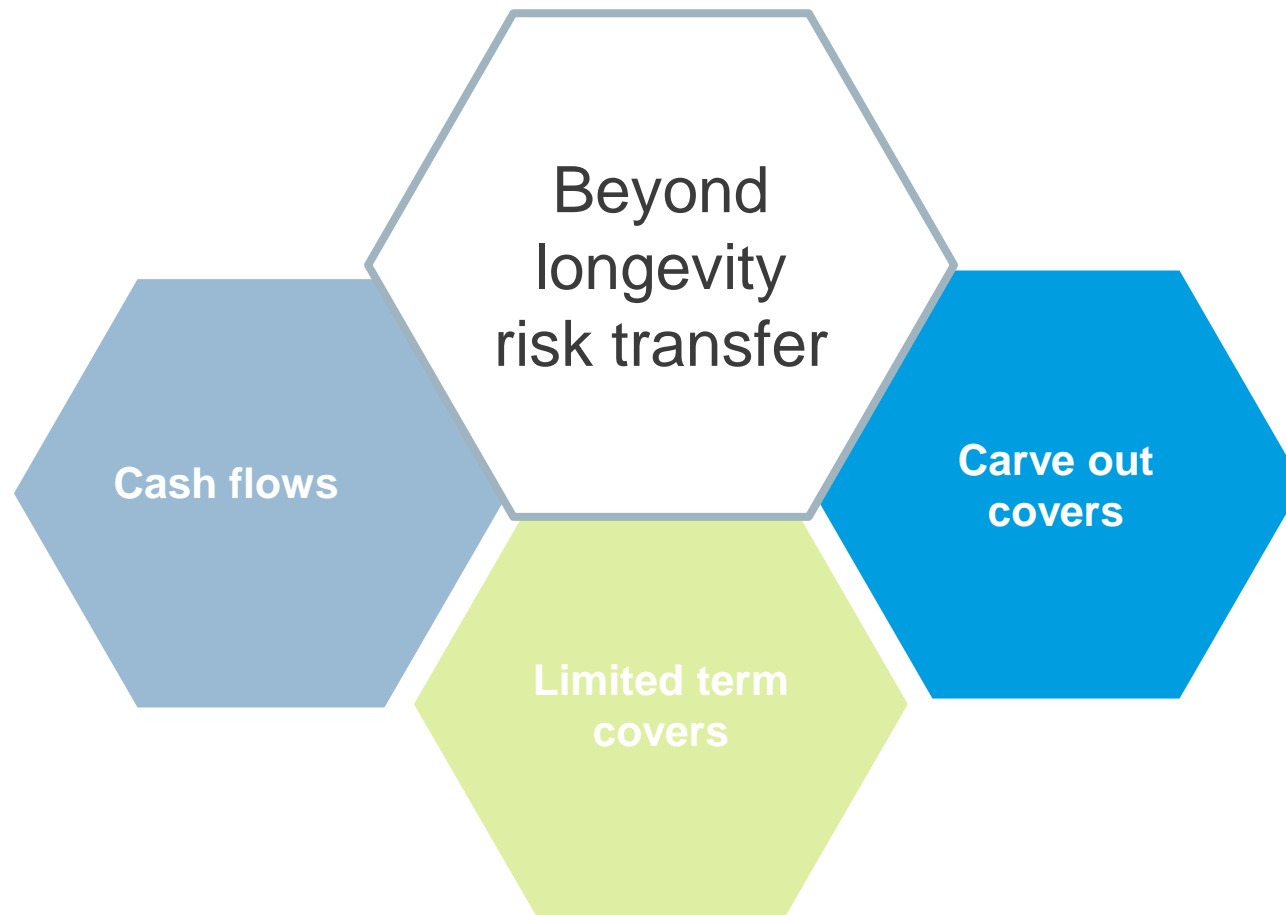 Beyond
longevity
risk transfer
Cash flows
Carve out
covers
Limited term
covers